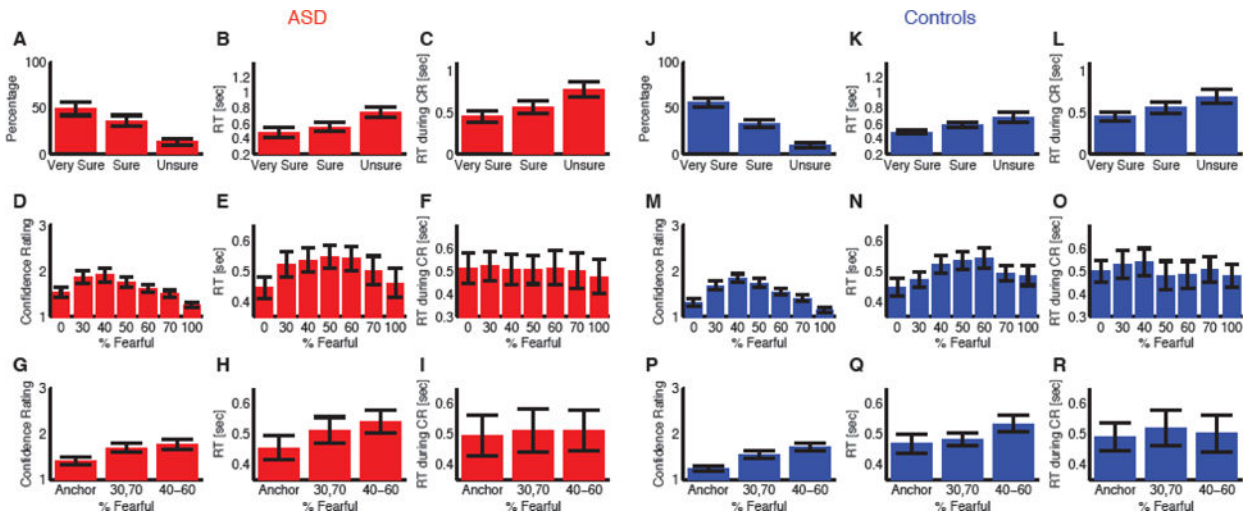 ASD
Controls
A
Percentage
100
50
0
Very Sure Sure Unsure
B
RT [sec]
1.2
1
0.8
0.6
0.4
0.2
Very Sure Sure Unsure
C
RT during CR [sec]
1
0.5
0
Very Sure Sure Unsure
J
Percentage
100
50
0
Very Sure Sure Unsure
K
RT [sec]
1.2
1
0.8
0.6
0.4
0.2
Very Sure Sure Unsure
L
RT during CR [sec]
1
0.5
0
Very Sure Sure Unsure
D
Confidence Rating
3
2
1
0 30 40 50 60 70 100
% Fearful
E
RT [sec]
0.6
0.5
0.4
0 30 40 50 60 70 100
% Fearful
F
RT during CR [sec]
0.6
0.5
0.4
0.3
0 30 40 50 60 70 100
% Fearful
M
Confidence Rating
3
2
1
0 30 40 50 60 70 100
% Fearful
N
RT [sec]
0.6
0.5
0.4
0 30 40 50 60 70 100
% Fearful
O
RT during CR [sec]
0.6
0.5
0.4
0.3
0 30 40 50 60 70 100
% Fearful
G
Confidence Rating
3
2
1
Anchor 30,70 40–60
% Fearful
H
RT [sec]
0.6
0.5
0.4
Anchor 30,70 40–60
% Fearful
I
RT during CR [sec]
0.6
0.5
0.4
Anchor 30,70 40–60
% Fearful
P
Confidence Rating
3
2
1
Anchor 30,70 40–60
% Fearful
Q
RT [sec]
0.6
0.5
0.4
Anchor 30,70 40–60
% Fearful
R
RT during CR [sec]
0.6
0.5
0.4
Anchor 30,70 40–60
% Fearful